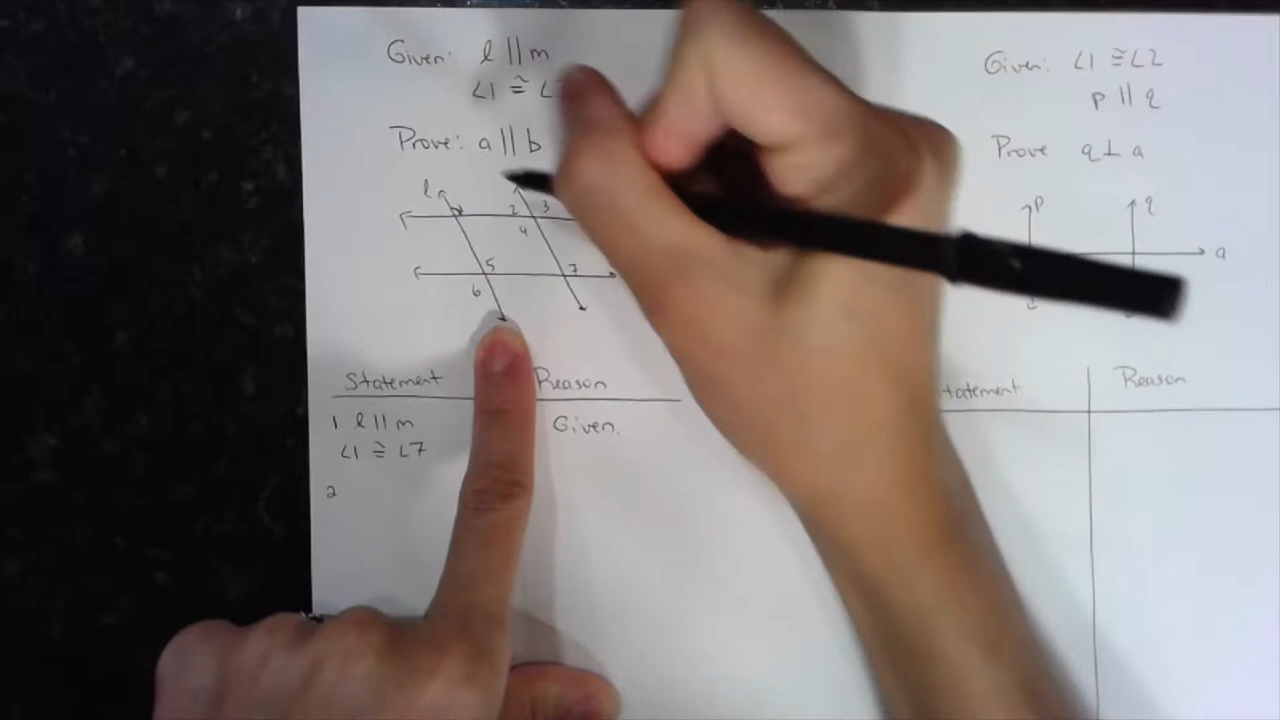 Given: l || m
∠1 ≅ ∠
Prove: a || b
l
2 3
4
5
7
6
Statement Reason
1 l || m Given.
∠1 ≅ ∠7
2
Given: ∠1 ≅ ∠2
p || q
Prove q ⊥ a
p q
a
Reason